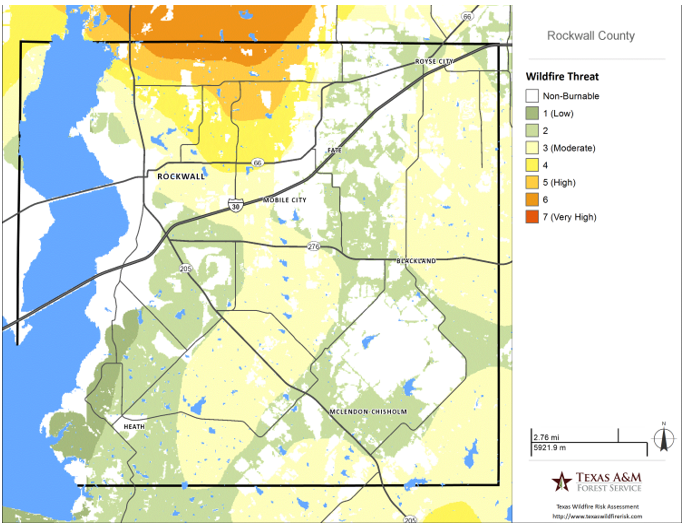 Rockwall County
Wildfire Threat
Non-Burnable
1 (Low)
2
3 (Moderate)
4
5 (High)
6
7 (Very High)
66
ROYSE CITY
FATE
66
ROCKWALL
MOBILE CITY
30
276
BLACKLAND
205
MCLENDON-CHISHOLM
HEATH
205
N
2.76 mi
5921.9 m
TEXAS A&M
FOREST SERVICE
Texas Wildfire Risk Assessment
http://www.texaswildfirerisk.com